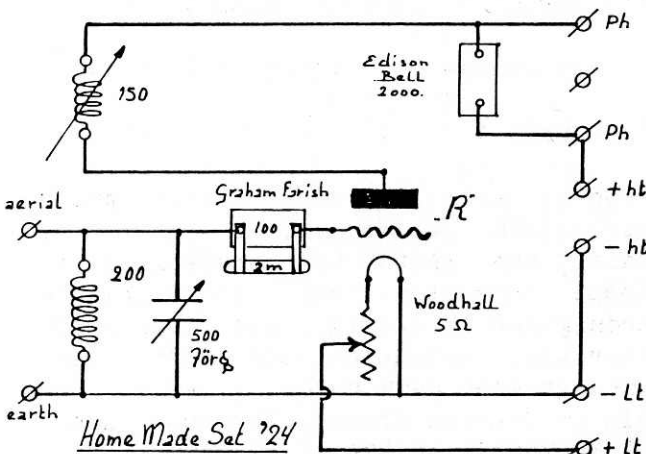 Ph
Edison
Bell
2000.
150
Ph
+ht
Graham Farish
aerial
100
"R"
-ht
2m
200
Woodhall
5 Ω
500
earth
-Lt
Home Made Set '24
+Lt